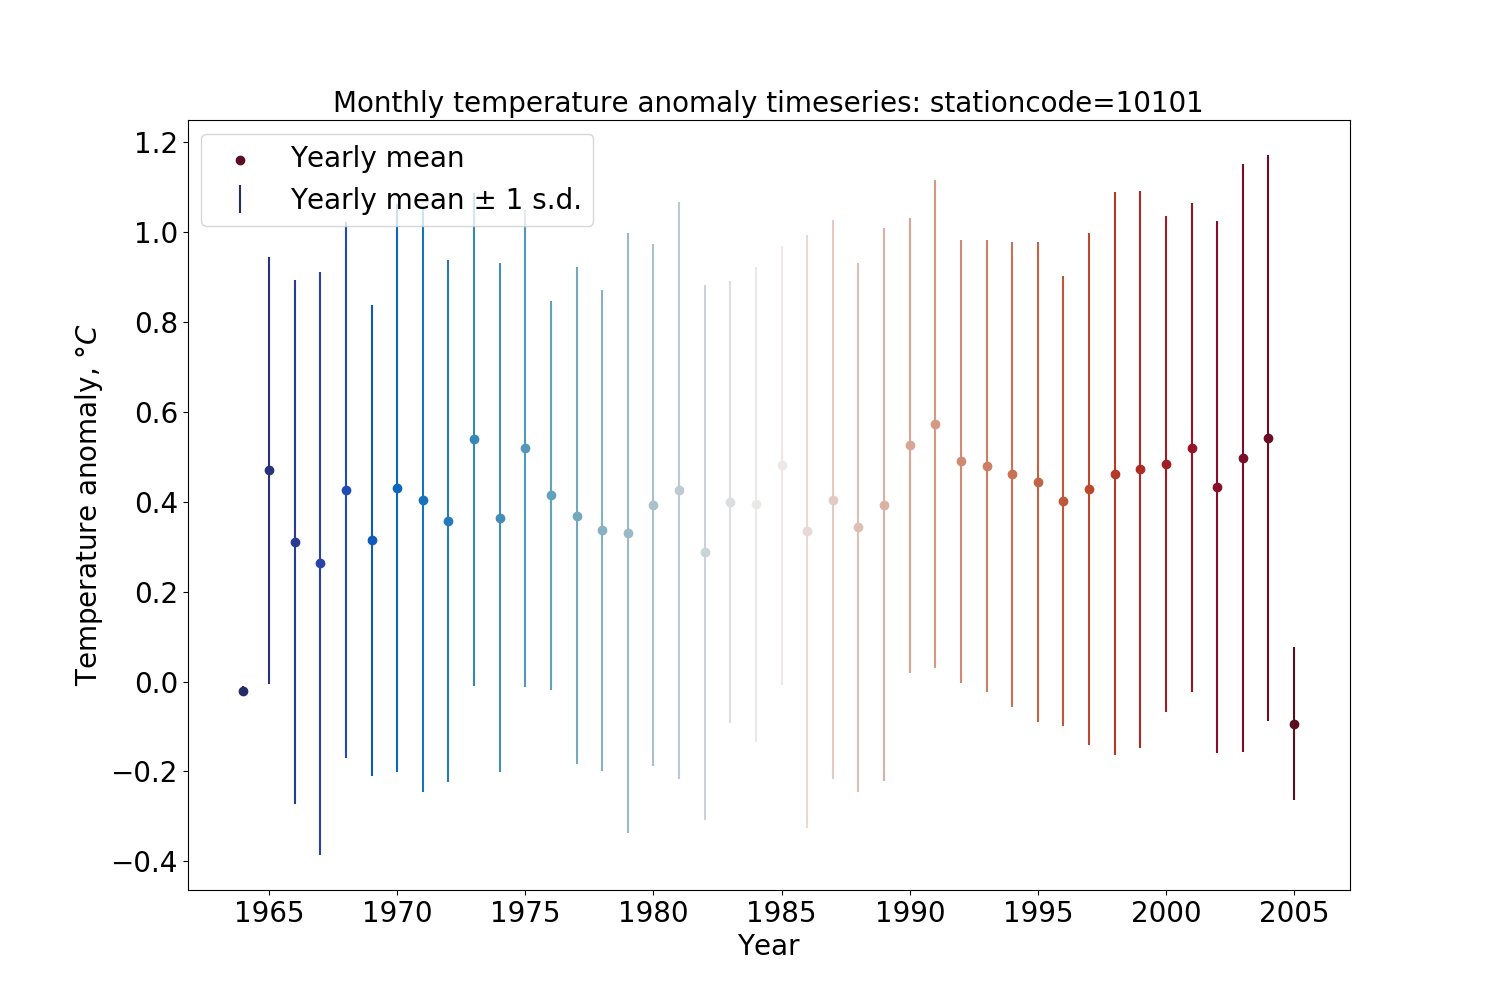 Monthly temperature anomaly timeseries: stationcode=10101
Yearly mean
Yearly mean ± 1 s.d.
Temperature anomaly, °C
1.2
1.0
0.8
0.6
0.4
0.2
0.0
−0.2
−0.4
1965 1970 1975 1980 1985 1990 1995 2000 2005
Year